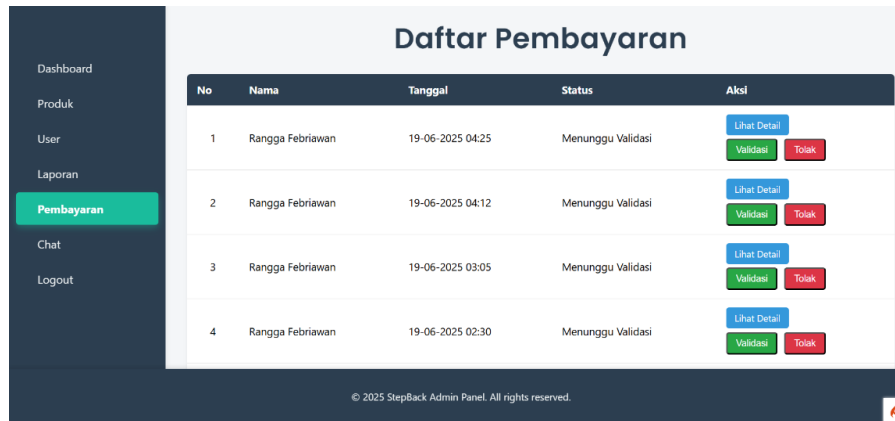 Daftar Pembayaran
Dashboard
Produk
User
Laporan
Pembayaran
Chat
Logout
No Nama Tanggal Status Aksi
1 Rangga Febriawan 19-06-2025 04:25 Menunggu Validasi Lihat Detail
Validasi Tolak
2 Rangga Febriawan 19-06-2025 04:12 Menunggu Validasi Lihat Detail
Validasi Tolak
3 Rangga Febriawan 19-06-2025 03:05 Menunggu Validasi Lihat Detail
Validasi Tolak
4 Rangga Febriawan 19-06-2025 02:30 Menunggu Validasi Lihat Detail
Validasi Tolak
© 2025 StepBack Admin Panel. All rights reserved.